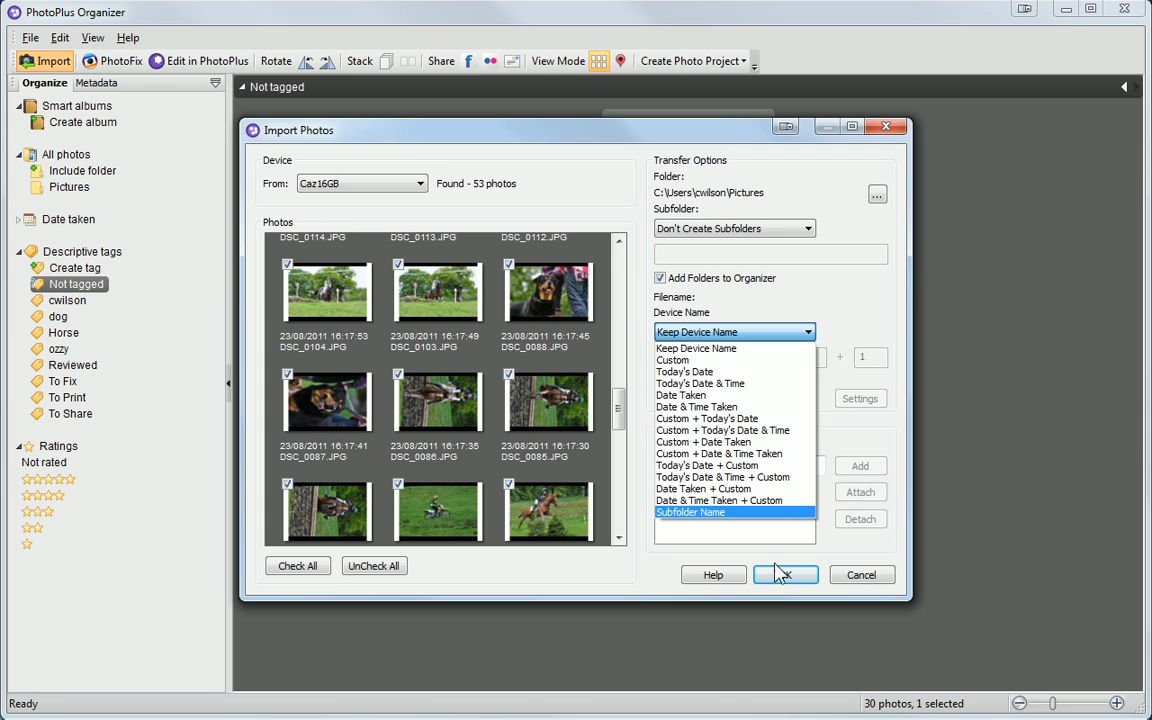 PhotoPlus Organizer
File Edit View Help
Import PhotoFix Edit in PhotoPlus Rotate Stack Share View Mode Create Photo Project
Organize Metadata
Smart albums
Create album
All photos
Include folder
Pictures
Date taken
Descriptive tags
Create tag
Not tagged
cwilson
dog
Horse
ozzy
Reviewed
To Fix
To Print
To Share
Ratings
Not rated
Not tagged
Import Photos
Device
From: Caz16GB Found - 53 photos
Photos
DSC_0114.JPG DSC_0113.JPG DSC_0112.JPG
23/08/2011 16:17:53 23/08/2011 16:17:49 23/08/2011 16:17:45
DSC_0104.JPG DSC_0103.JPG DSC_0088.JPG
23/08/2011 16:17:41 23/08/2011 16:17:35 23/08/2011 16:17:30
DSC_0087.JPG DSC_0086.JPG DSC_0085.JPG
Check All UnCheck All
Transfer Options
Folder:
C:\Users\cwilson\Pictures ...
Subfolder:
Don't Create Subfolders
Add Folders to Organizer
Filename:
Device Name
Keep Device Name
Keep Device Name
Custom
Today's Date
Today's Date & Time
Date Taken
Date & Time Taken
Custom + Today's Date
Custom + Today's Date & Time
Custom + Date Taken
Custom + Date & Time Taken
Today's Date + Custom
Today's Date & Time + Custom
Date Taken + Custom
Date & Time Taken + Custom
Subfolder Name
+ 1
Settings
Add
Attach
Detach
Help Cancel
Ready 30 photos, 1 selected